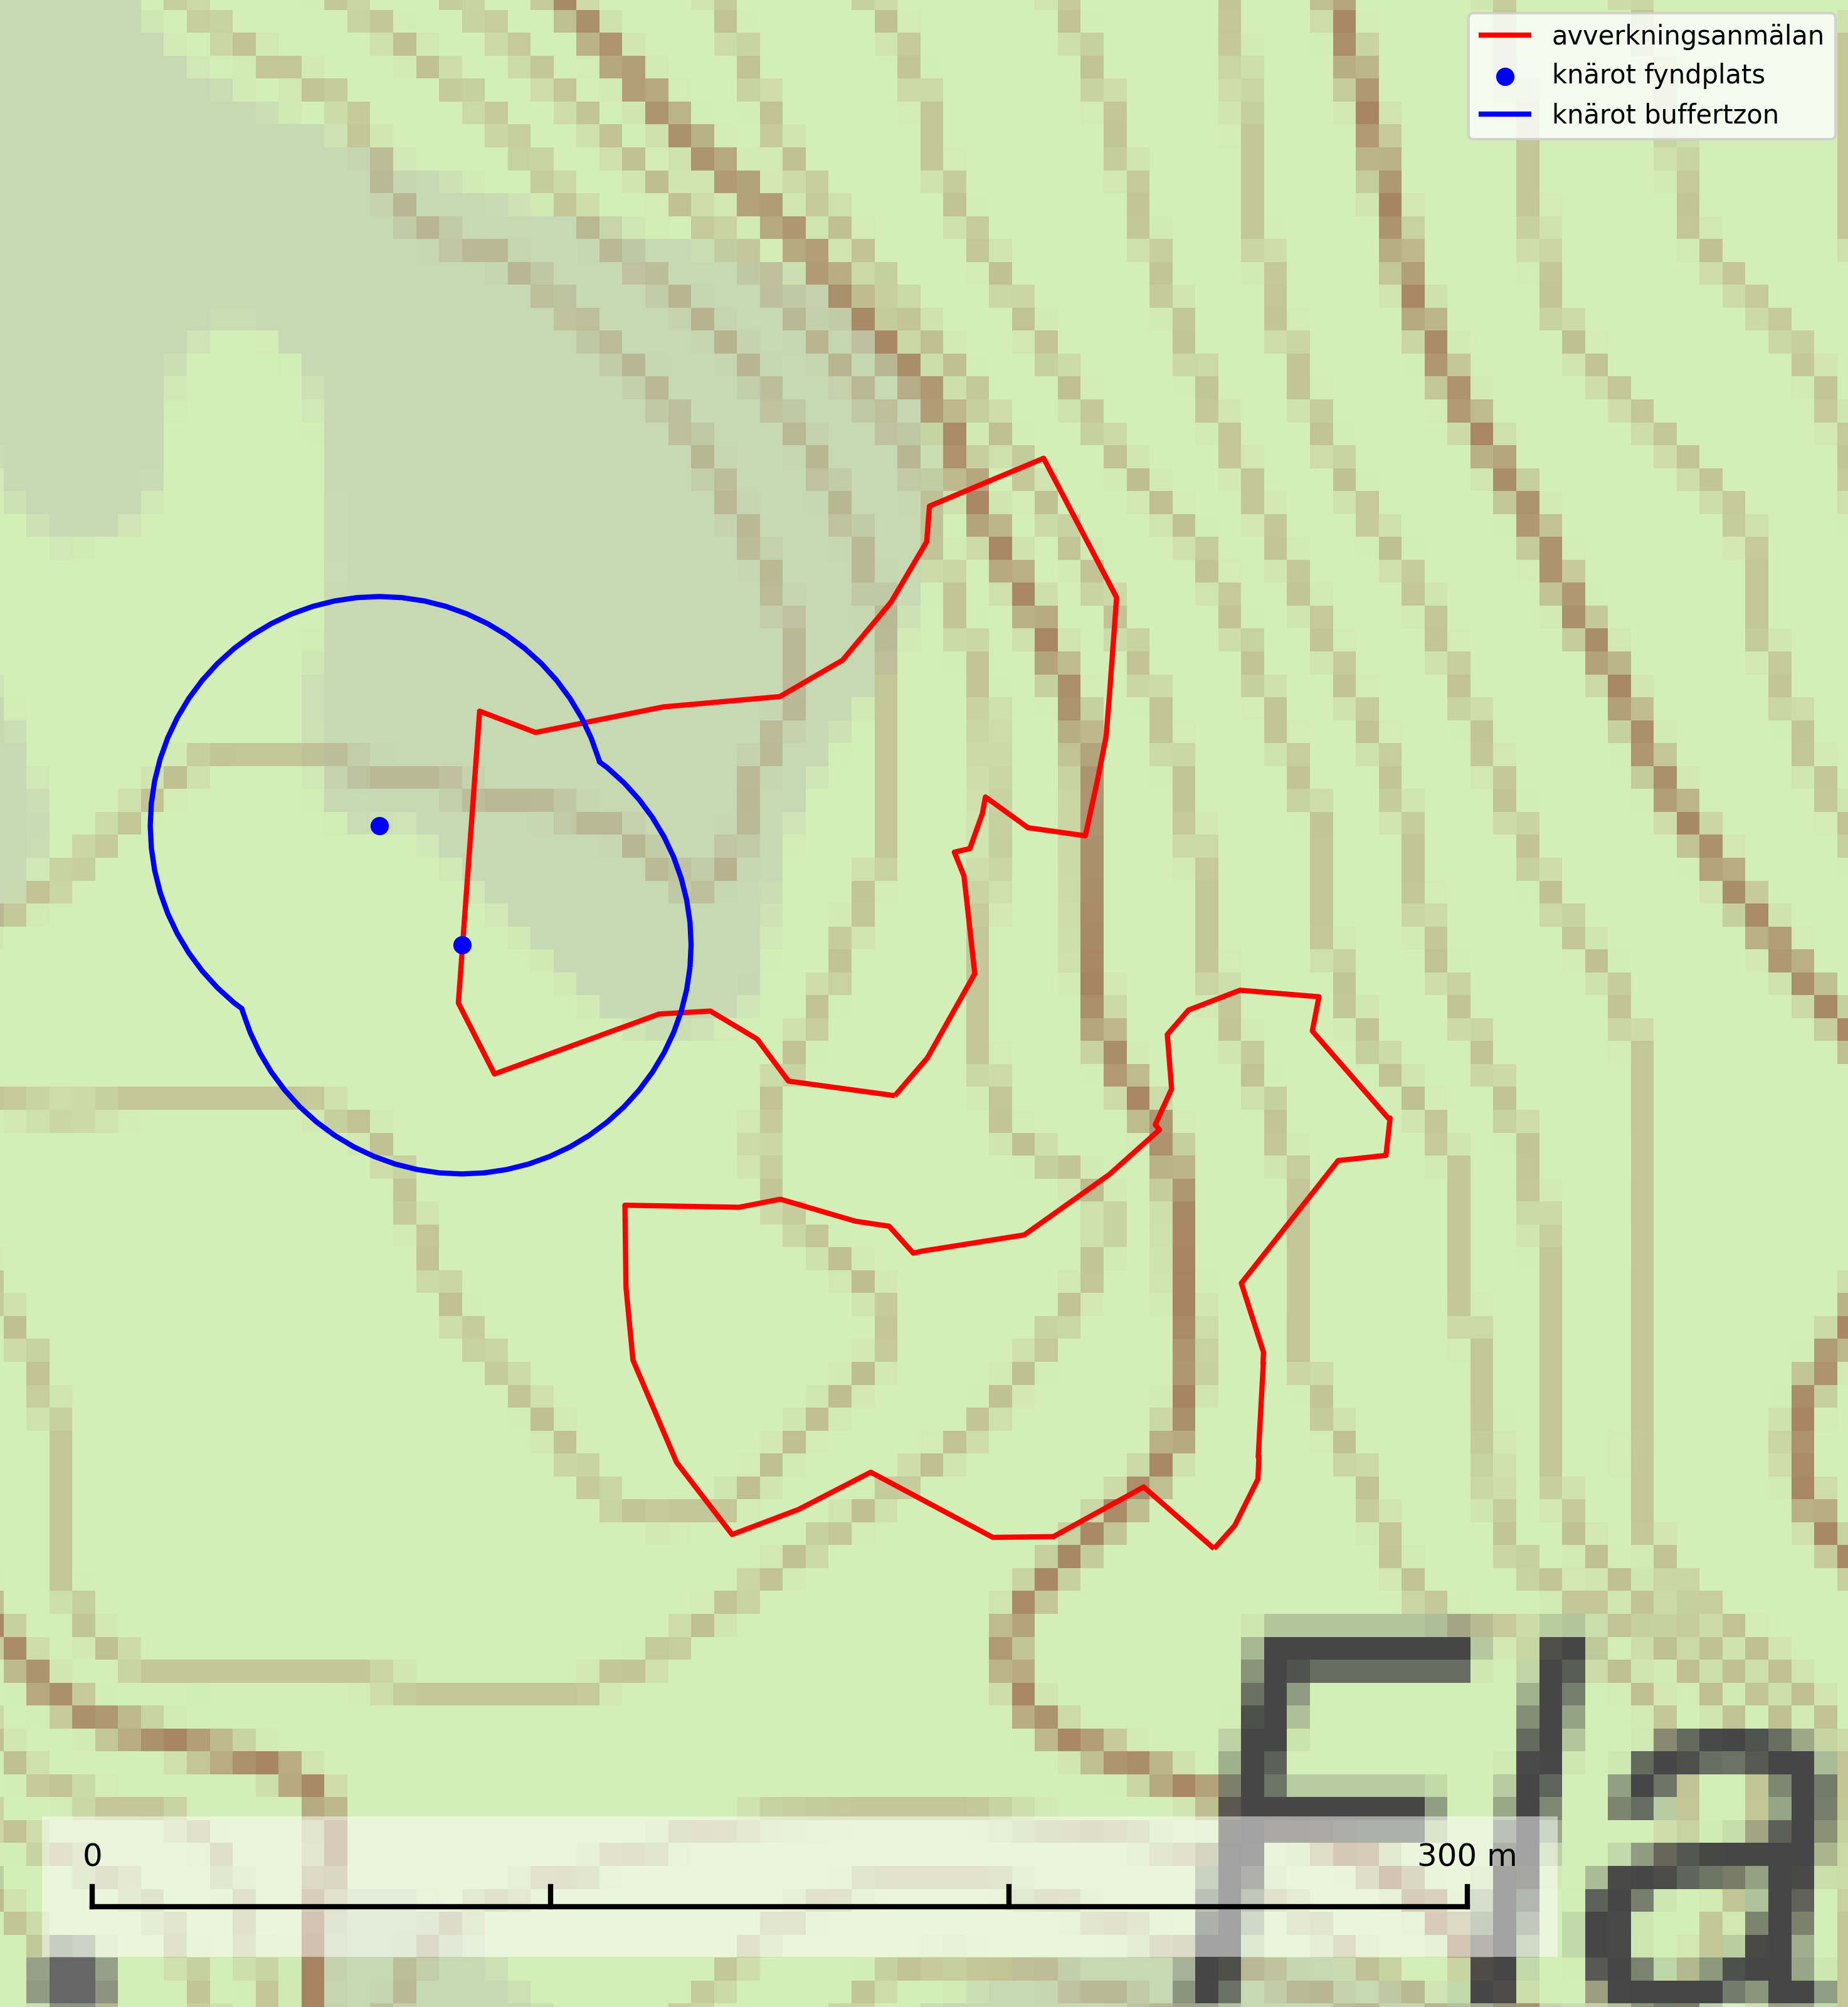 avverkningsanmälan
knärot fyndplats
knärot buffertzon
Fla
0 300 m